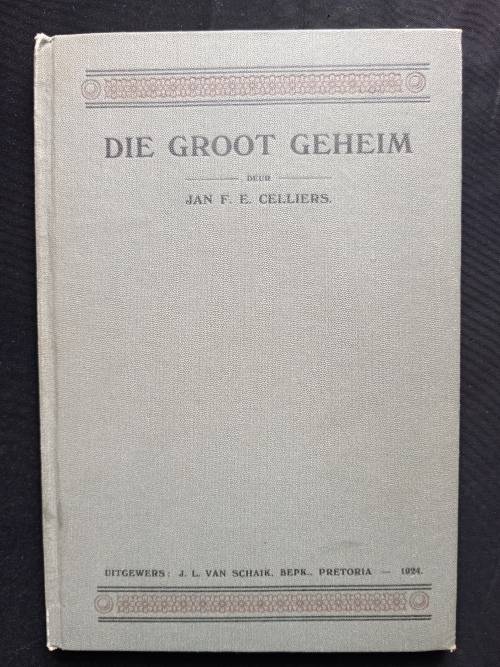 DIE GROOT GEHEIM
DEUR
JAN F. E. CELLIERS.
UITGEWERS: J. L. VAN SCHAIK, BEPK., PRETORIA — 1924.